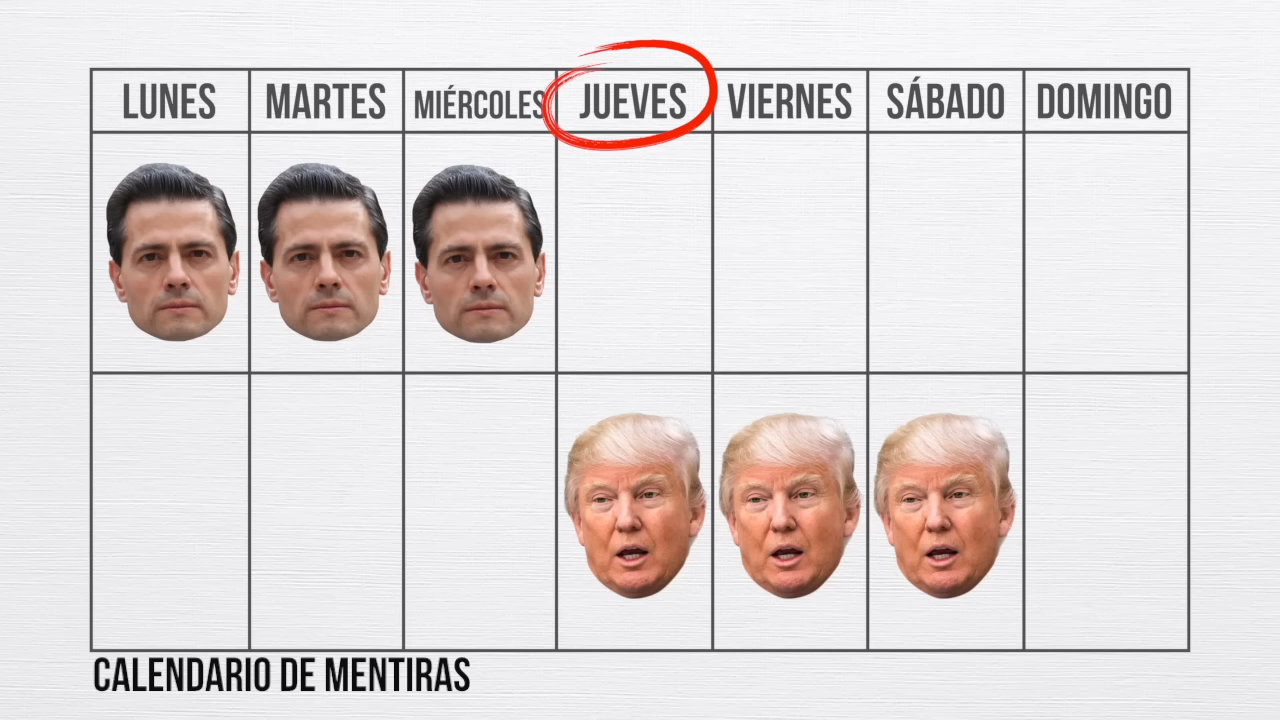 LUNES MARTES MIÉRCOLES JUEVES VIERNES SÁBADO DOMINGO
CALENDARIO DE MENTIRAS